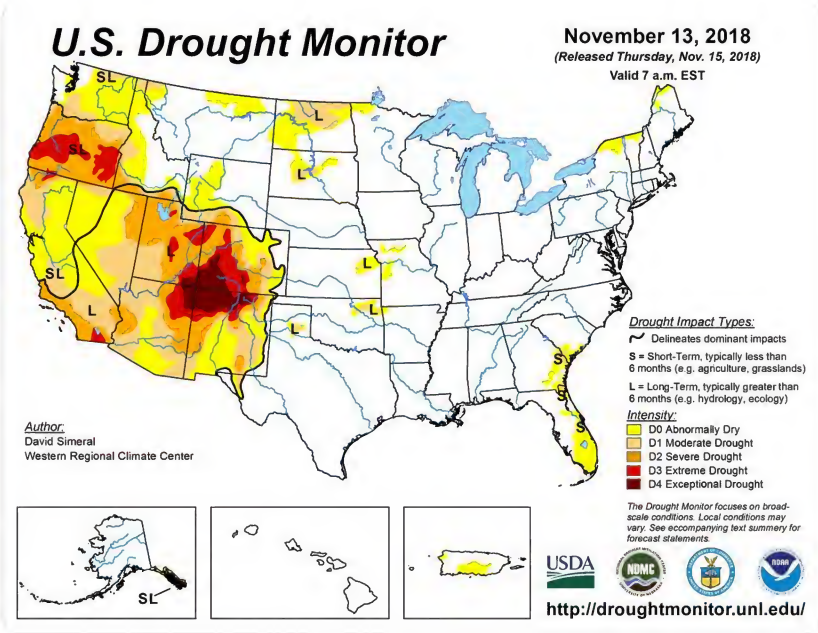 U.S. Drought Monitor
November 13, 2018
(Released Thursday, Nov. 15, 2018)
Valid 7 a.m. EST
SL
SL
SL
L
L
L
L
L
L
L
S
S
S
Drought Impact Types:
Delineates dominant impacts
S = Short-Term, typically less than
6 months (e.g. agriculture, grasslands)
L = Long-Term, typically greater than
6 months (e.g. hydrology, ecology)
Intensity:
D0 Abnormally Dry
D1 Moderate Drought
D2 Severe Drought
D3 Extreme Drought
D4 Exceptional Drought
Author:
David Simeral
Western Regional Climate Center
The Drought Monitor focuses on broad-
scale conditions. Local conditions may
vary. See eccompanying text summery for
forecast statements.
SL
USDA
NDMC
NOAA
http://droughtmonitor.unl.edu/